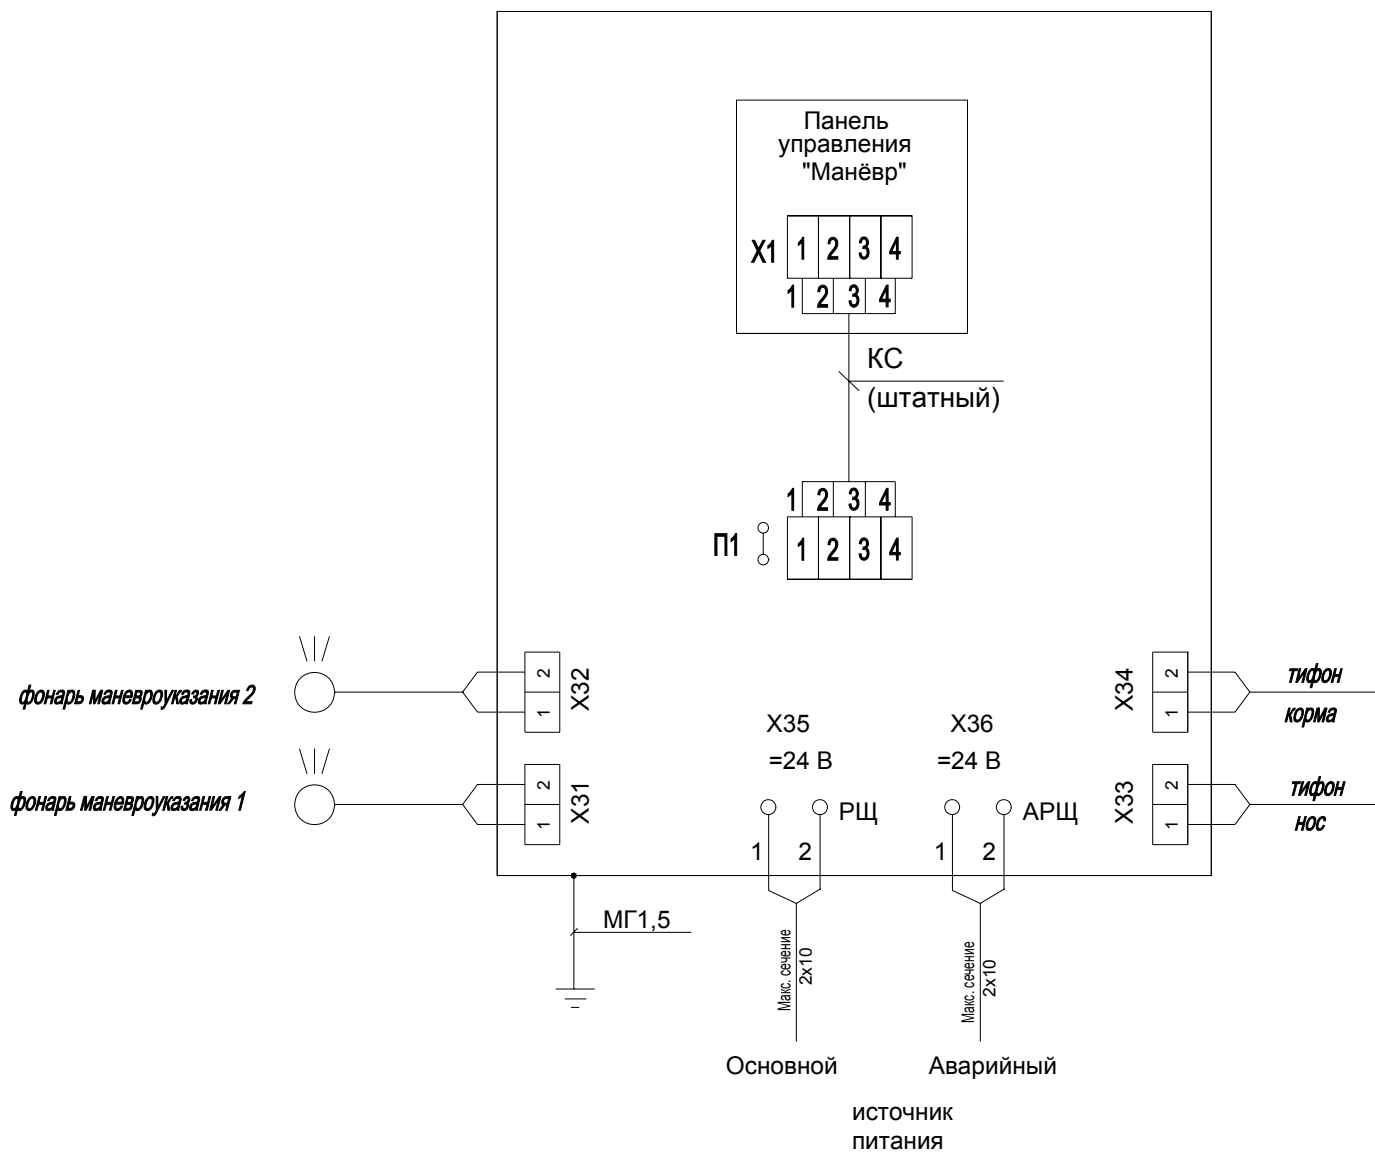 Панель
управления
"Манёвр"
X1 1 2 3 4
1 2 3 4
КС
(штатный)
1 2 3 4
П1 1 2 3 4
фонарь маневроуказания 2
2
1
X32
фонарь маневроуказания 1
2
1
X31
X34
2
1
тифон
корма
X33
2
1
тифон
нос
X35
=24 В
РЩ
1 2
X36
=24 В
АРЩ
1 2
МГ1,5
Макс. сечение
2x10
Макс. сечение
2x10
Основной
Аварийный
источник
питания